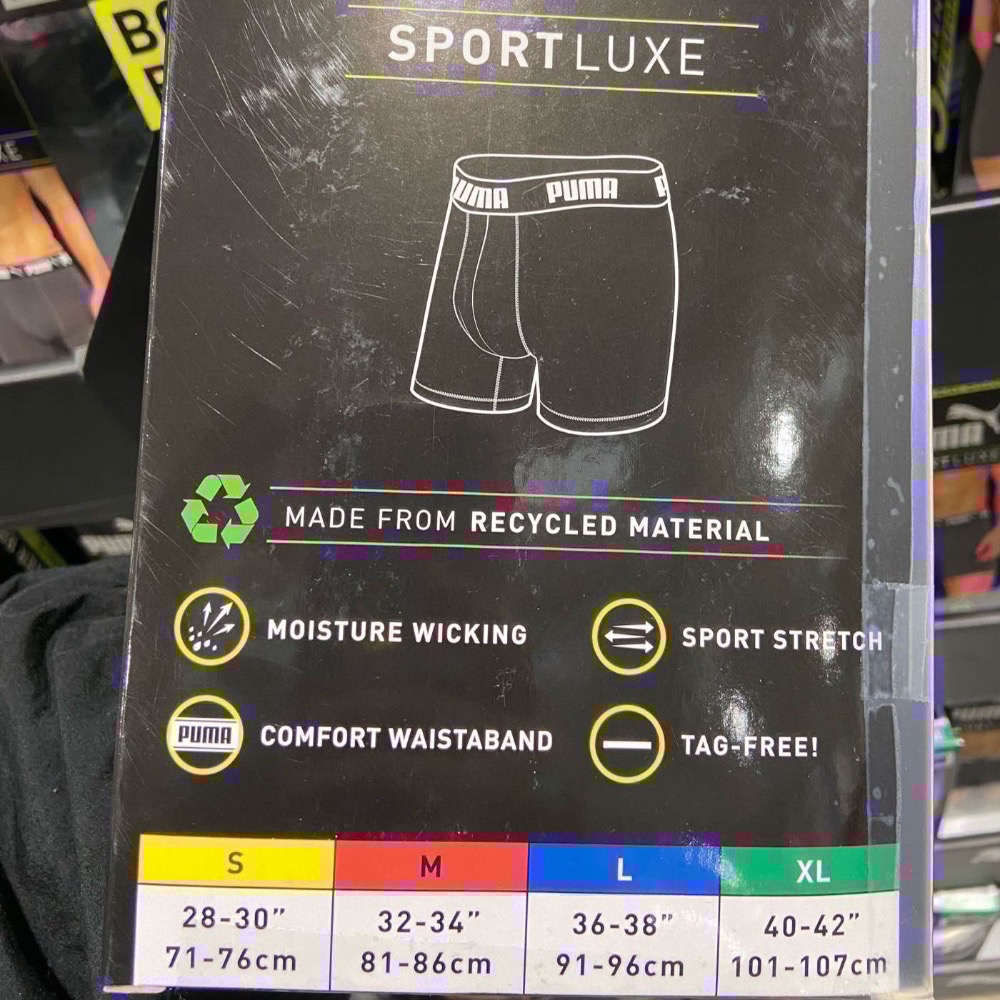 SPORTLUXE
UMA PUMA P
MADE FROM RECYCLED MATERIAL
MOISTURE WICKING
SPORT STRETCH
PUMA
COMFORT WAISTABAND
TAG-FREE!
S M L XL
28-30” 32-34” 36-38” 40-42”
71-76cm 81-86cm 91-96cm 101-107cm